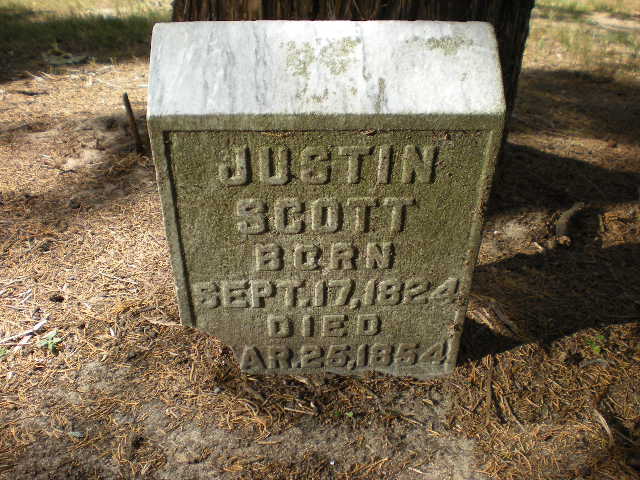 JUSTIN
SCOTT
BORN
SEPT. 17, 1824
DIED
AR. 25, 1854